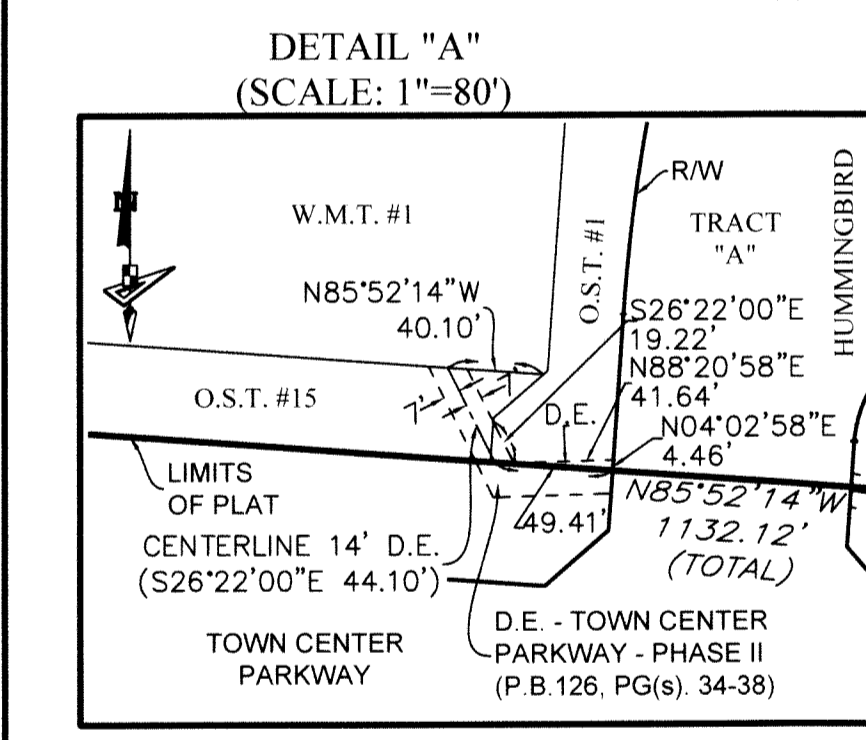 DETAIL "A"
(SCALE: 1"=80')
N
W.M.T. #1
O.S.T. #1
R/W
TRACT
"A"
HUMMINGBIRD
N85°52'14"W
40.10'
S26°22'00"E
19.22'
N88°20'58"E
41.64'
N04°02'58"E
4.46'
O.S.T. #15
7'
7'
D.E.
LIMITS
OF PLAT
49.41'
N85°52'14"W
1132.12'
(TOTAL)
CENTERLINE 14' D.E.
(S26°22'00"E 44.10')
TOWN CENTER
PARKWAY
D.E. - TOWN CENTER
PARKWAY - PHASE II
(P.B.126, PG(s). 34-38)